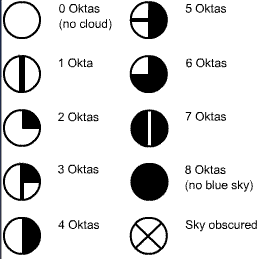 0 Oktas
(no cloud)
1 Okta
2 Oktas
3 Oktas
4 Oktas
5 Oktas
6 Oktas
7 Oktas
8 Oktas
(no blue sky)
Sky obscured